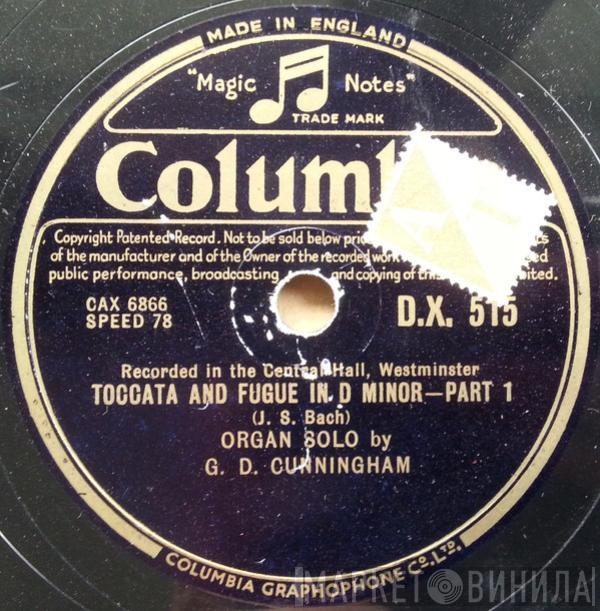 MADE IN ENGLAND
"Magic Notes"
TRADE MARK
Colum
Copyright Patented Record. Not to be sold below
of the manufacturer and of the Owner of the recorded work
public performance, broadcasting and copying of
CAX 6866
SPEED 78
D.X. 515
Recorded in the Central Hall, Westminster
TOCCATA AND FUGUE IN D MINOR—PART 1
(J. S. Bach)
ORGAN SOLO by
G. D. CUNNINGHAM
COLUMBIA GRAPHOPHONE CO. LTD.
МАРКЕТ ВИНИЛА